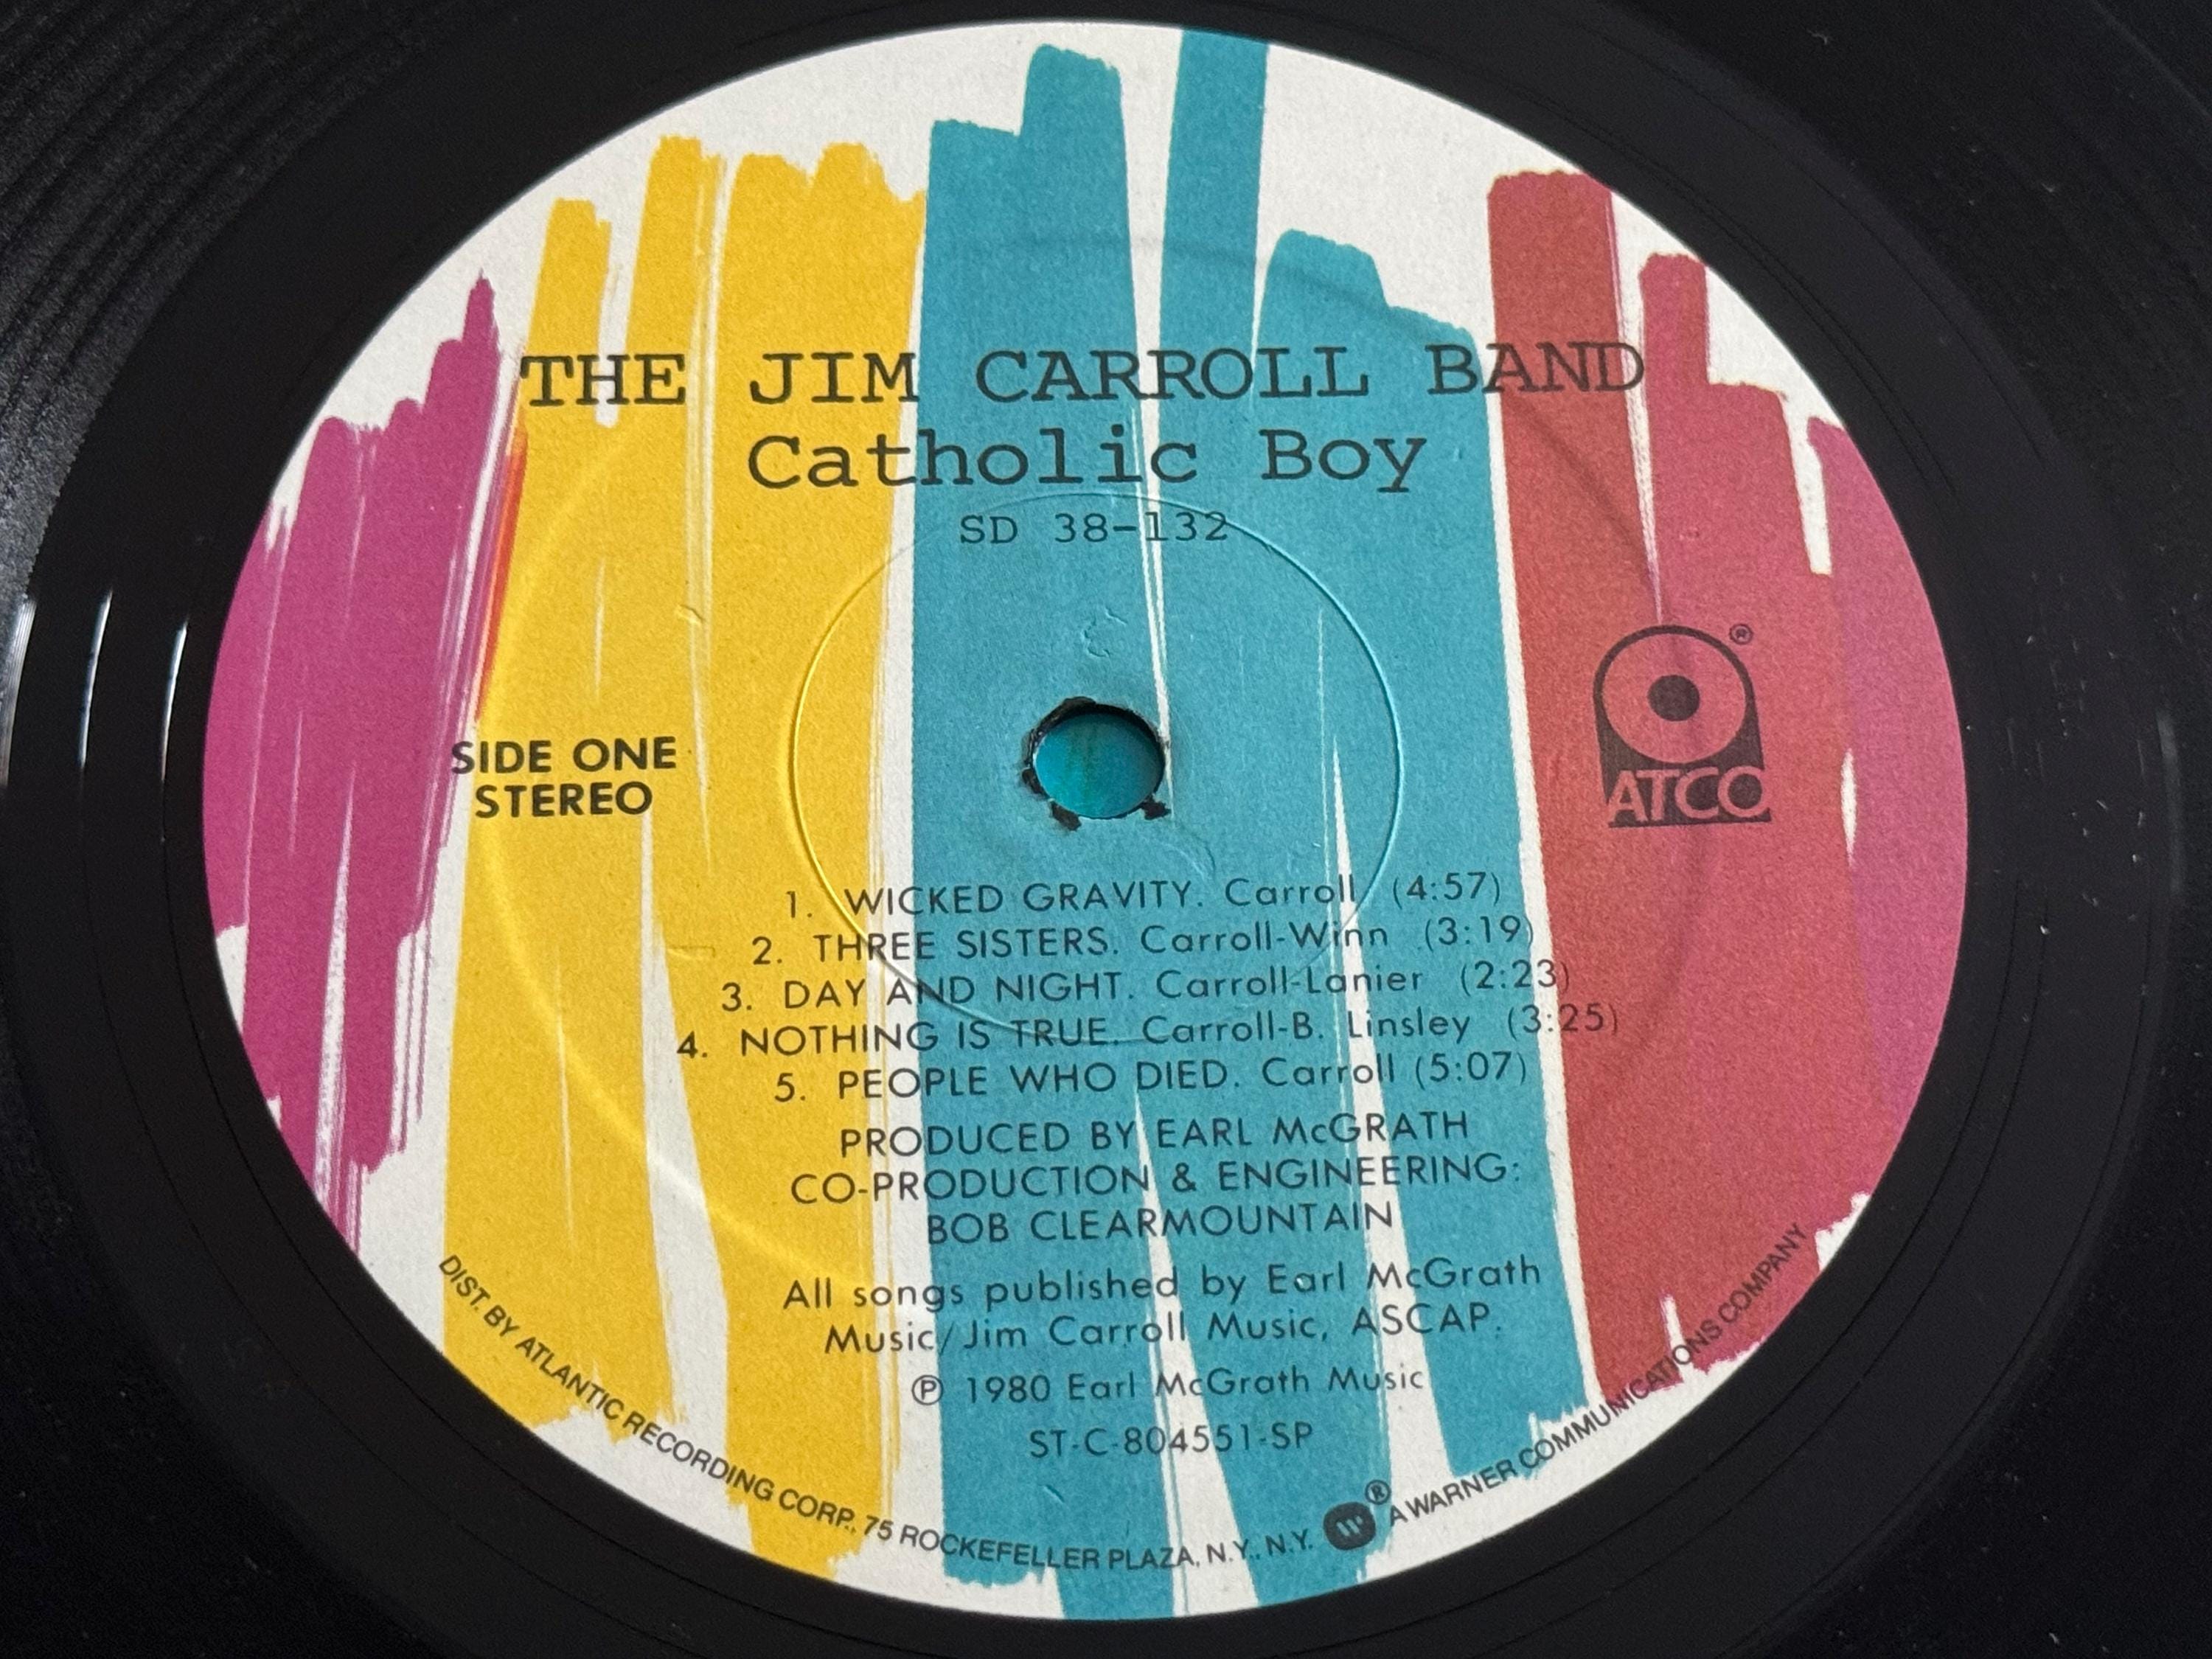 THE JIM CARROLL BAND
Catholic Boy
SD 38-132
®
ATCO
SIDE ONE
STEREO
1. WICKED GRAVITY. Carroll (4:57)
2. THREE SISTERS. Carroll-Winn (3:19)
3. DAY AND NIGHT. Carroll-Lanier (2:23)
4. NOTHING IS TRUE. Carroll-B. Linsley (3:25)
5. PEOPLE WHO DIED. Carroll (5:07)
PRODUCED BY EARL McGRATH
CO-PRODUCTION & ENGINEERING:
BOB CLEARMOUNTAIN
All songs published by Earl McGrath
Music/Jim Carroll Music, ASCAP.
℗ 1980 Earl McGrath Music
ST-C-804551-SP
DIST. BY ATLANTIC RECORDING CORP., 75 ROCKEFELLER PLAZA, N.Y., N.Y. W ® A WARNER COMMUNICATIONS COMPANY